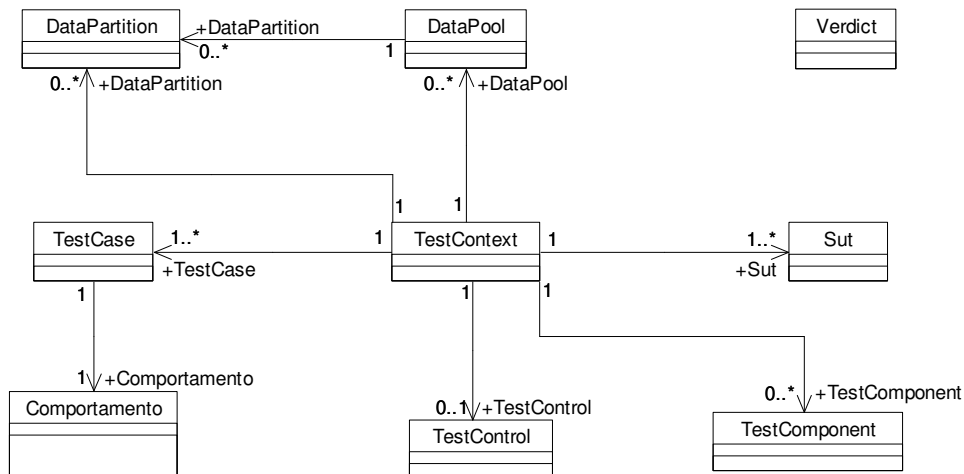 DataPartition
+DataPartition
0..*
1
DataPool
Verdict
0..*
+DataPartition
0..*
+DataPool
1
1
TestCase
1..*
+TestCase
1
TestContext
1
1..*
+Sut
Sut
1
1
1
1
+Comportamento
Comportamento
0..1
+TestControl
TestControl
0..*
+TestComponent
TestComponent